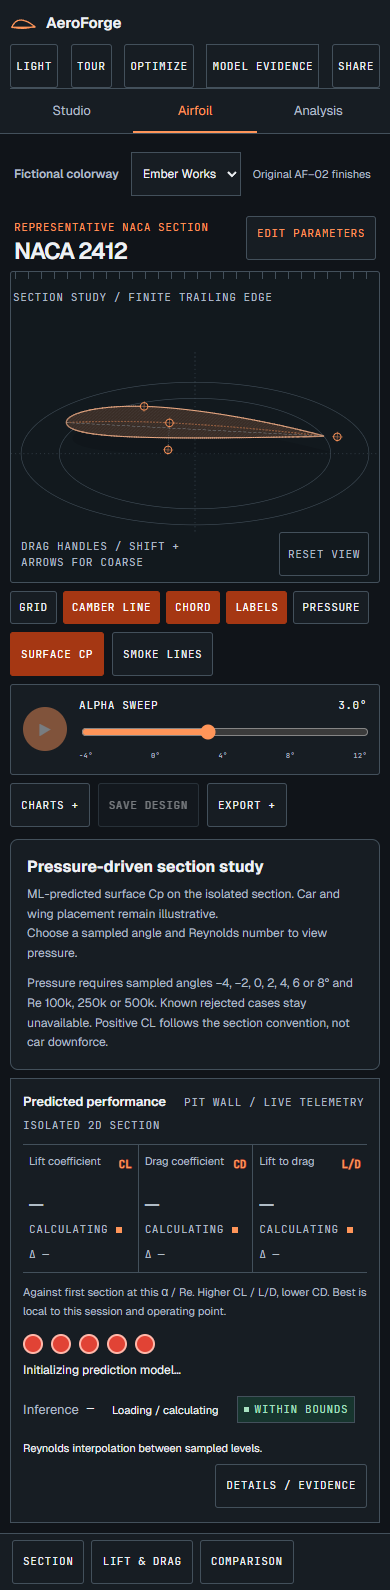 AeroForge
LIGHT TOUR OPTIMIZE MODEL EVIDENCE SHARE
Studio Airfoil Analysis
Fictional colorway Ember Works Original AF–02 finishes
REPRESENTATIVE NACA SECTION
NACA 2412
EDIT PARAMETERS
SECTION STUDY / FINITE TRAILING EDGE
DRAG HANDLES / SHIFT +
ARROWS FOR COARSE
RESET VIEW
GRID CAMBER LINE CHORD LABELS PRESSURE
SURFACE CP SMOKE LINES
ALPHA SWEEP 3.0°
−4° 0° 4° 8° 12°
CHARTS + SAVE DESIGN EXPORT +
Pressure-driven section study
ML-predicted surface Cp on the isolated section. Car and
wing placement remain illustrative.
Choose a sampled angle and Reynolds number to view
pressure.
Pressure requires sampled angles −4, −2, 0, 2, 4, 6 or 8° and
Re 100k, 250k or 500k. Known rejected cases stay
unavailable. Positive CL follows the section convention, not
car downforce.
Predicted performance PIT WALL / LIVE TELEMETRY
ISOLATED 2D SECTION
Lift coefficient CL Drag coefficient CD Lift to drag L/D
— — —
CALCULATING CALCULATING CALCULATING
Δ — Δ — Δ —
Against first section at this α / Re. Higher CL / L/D, lower CD. Best is
local to this session and operating point.
Initializing prediction model…
Inference — Loading / calculating WITHIN BOUNDS
Reynolds interpolation between sampled levels.
DETAILS / EVIDENCE
SECTION LIFT & DRAG COMPARISON